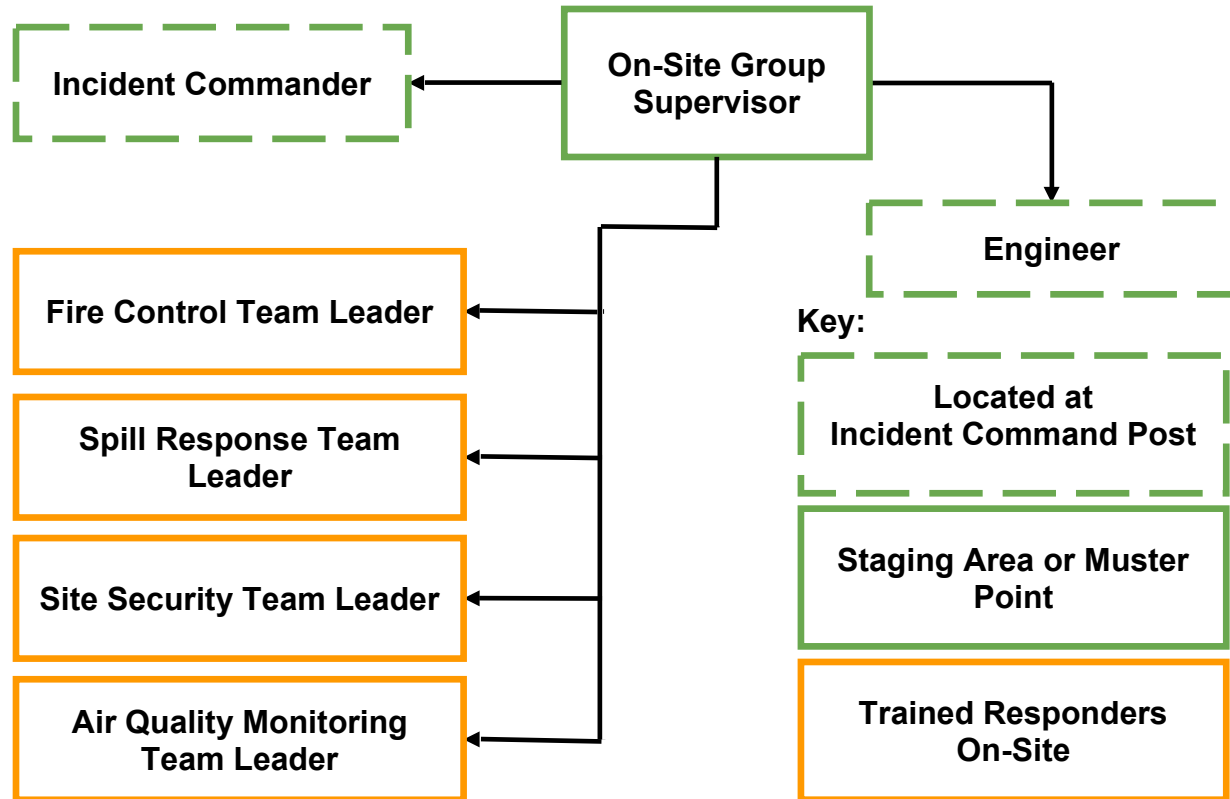 Incident Commander
On-Site Group
Supervisor
Engineer
Fire Control Team Leader
Spill Response Team
Leader
Site Security Team Leader
Air Quality Monitoring
Team Leader
Key:
Located at
Incident Command Post
Staging Area or Muster
Point
Trained Responders
On-Site